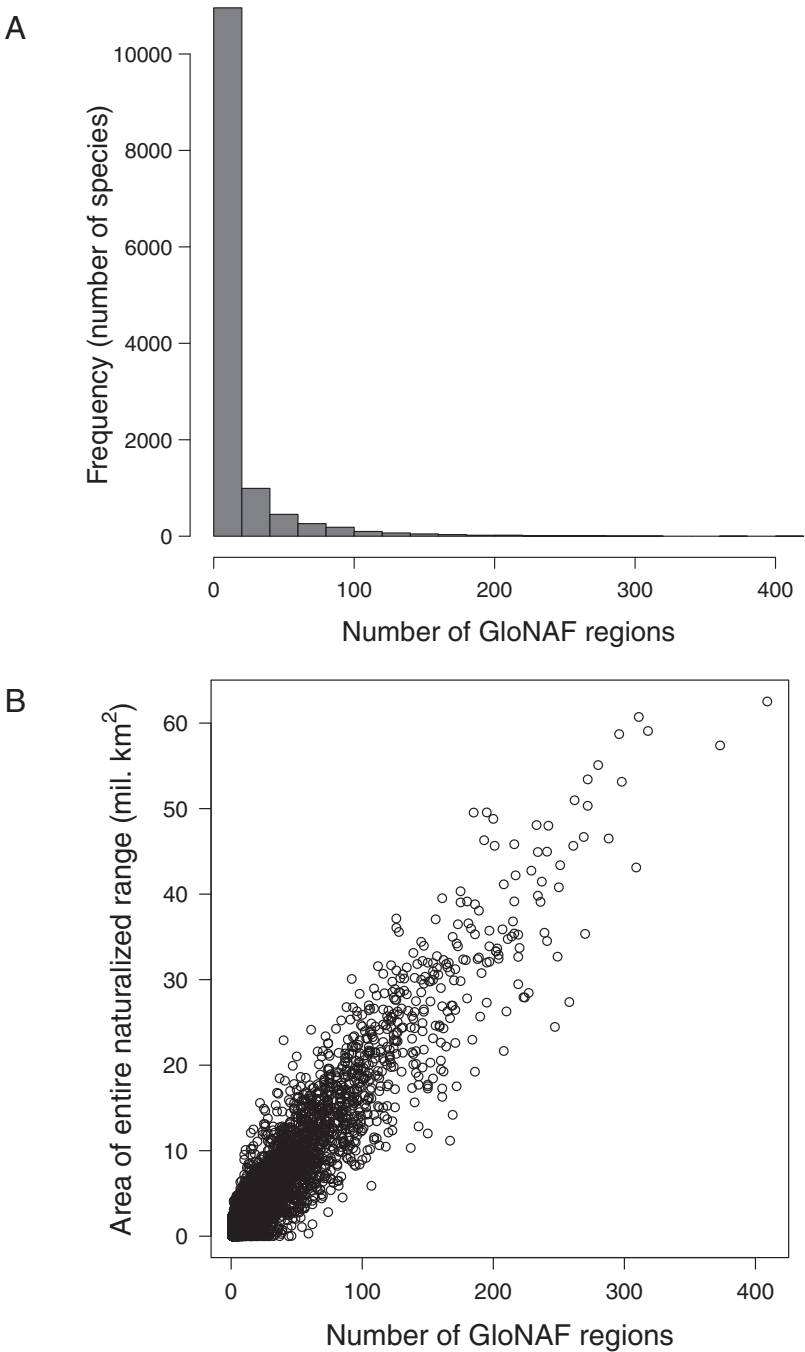 A
Frequency (number of species)
10000
8000
6000
4000
2000
0
0 100 200 300 400
Number of GloNAF regions
B
Area of entire naturalized range (mil. km²)
60
50
40
30
20
10
0
0 100 200 300 400
Number of GloNAF regions